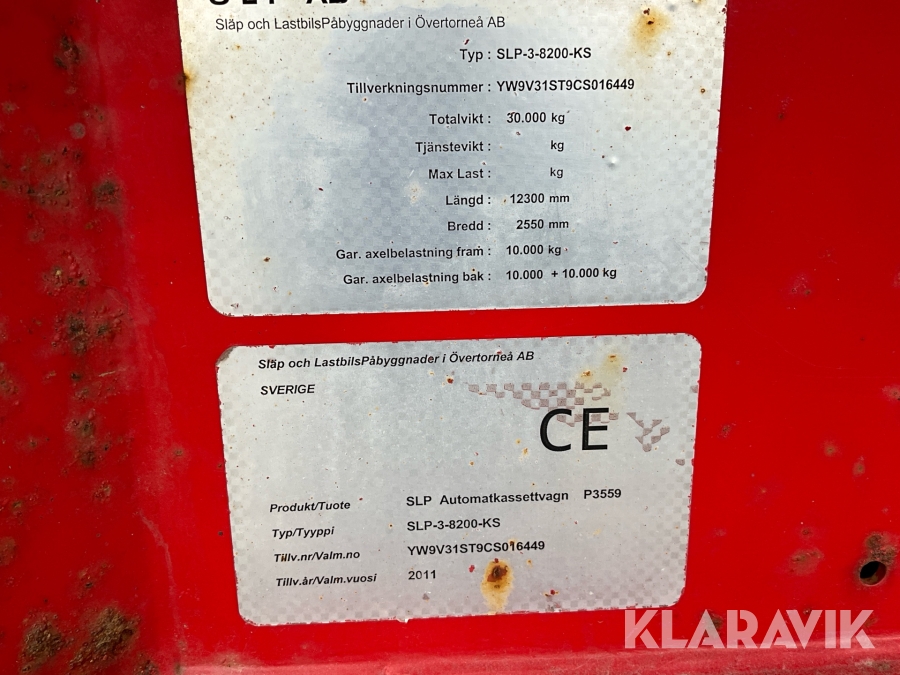 Släp och LastbilsPåbyggnader i Övertorneå AB
Typ : SLP-3-8200-KS
Tillverkningsnummer : YW9V31ST9CS016449
Totalvikt : 30.000 kg
Tjänstevikt : kg
Max Last : kg
Längd : 12300 mm
Bredd : 2550 mm
Gar. axelbelastning fram : 10.000 kg
Gar. axelbelastning bak : 10.000 + 10.000 kg
Släp och LastbilsPåbyggnader i Övertorneå AB
SVERIGE
CE
Produkt/Tuote SLP Automatkassettvagn P3559
Typ/Tyyppi SLP-3-8200-KS
Tillv.nr/Valm.no YW9V31ST9CS016449
Tillv.år/Valm.vuosi 2011
KLARAVIK